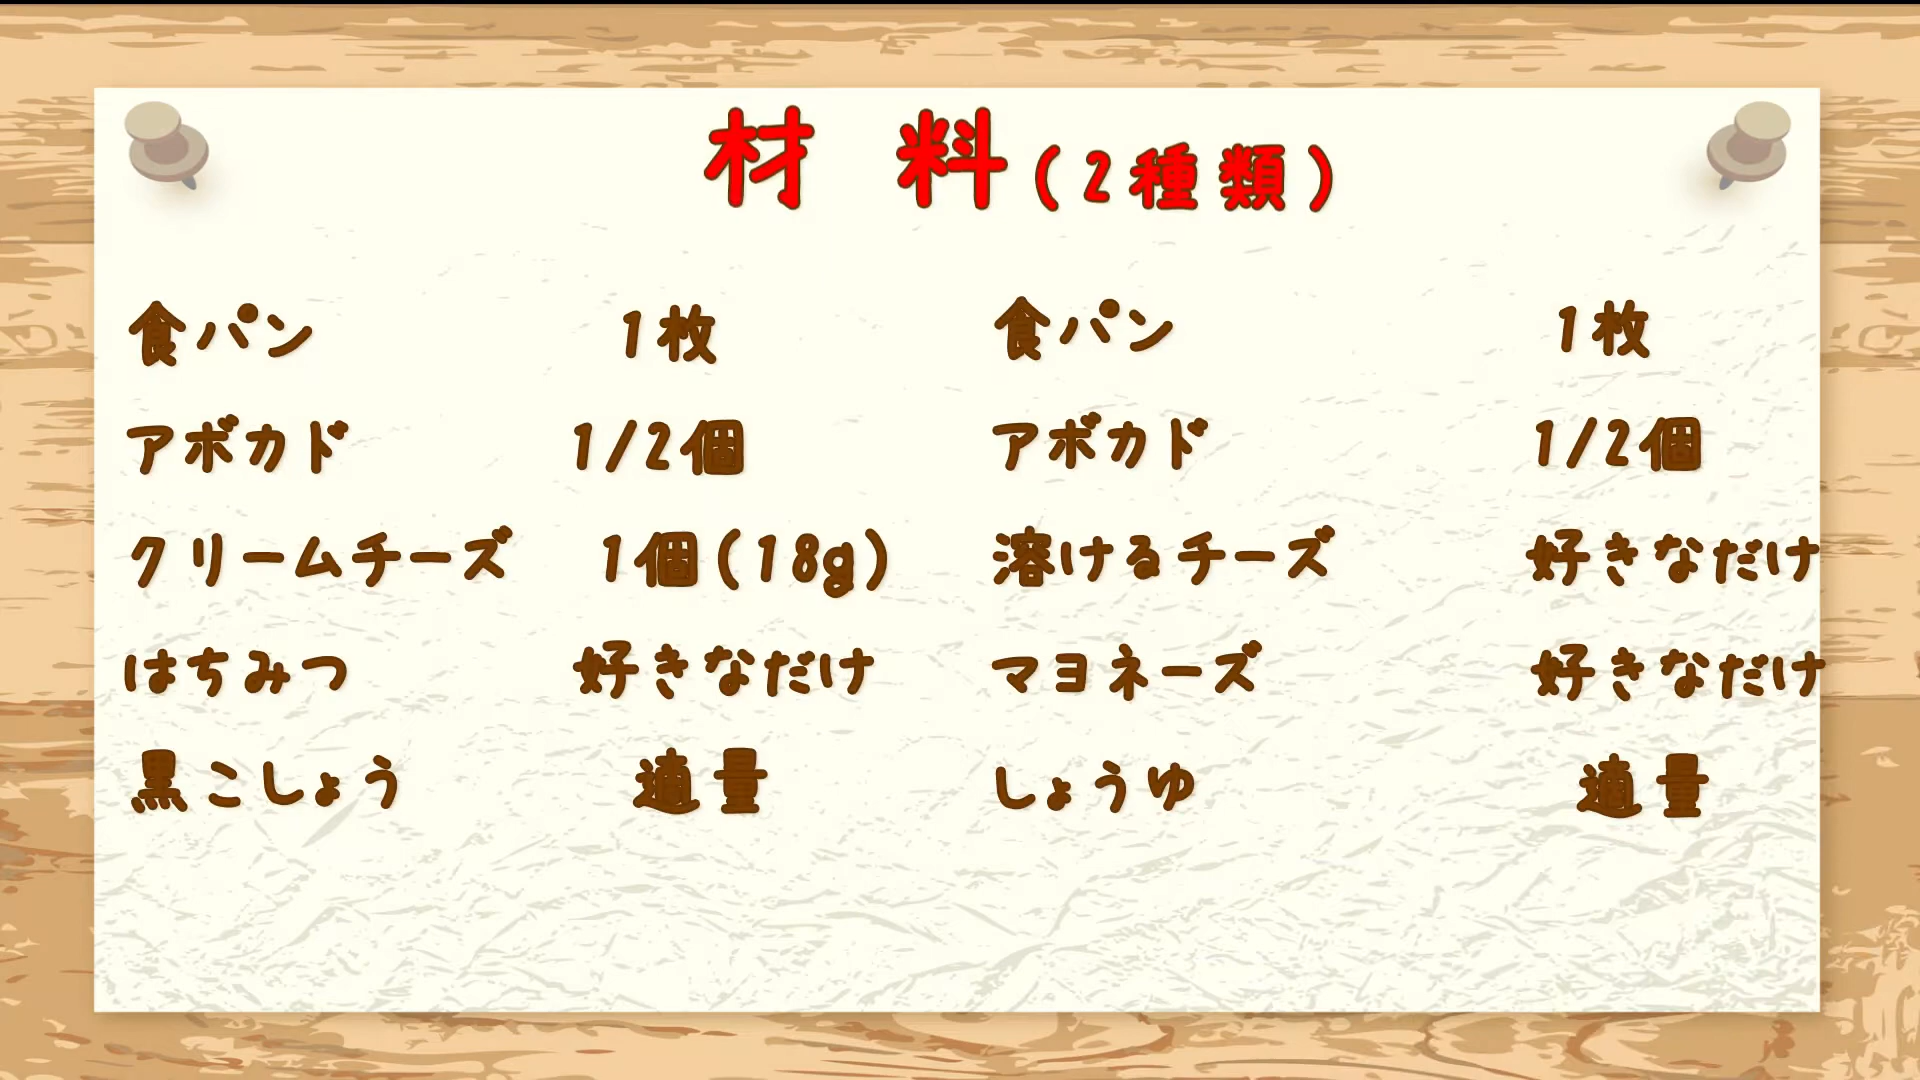 材料(2種類)
食パン 1枚
アボカド 1/2個
クリームチーズ 1個(18g)
はちみつ 好きなだけ
黒こしょう 適量
食パン 1枚
アボカド 1/2個
溶けるチーズ 好きなだけ
マヨネーズ 好きなだけ
しょうゆ 適量